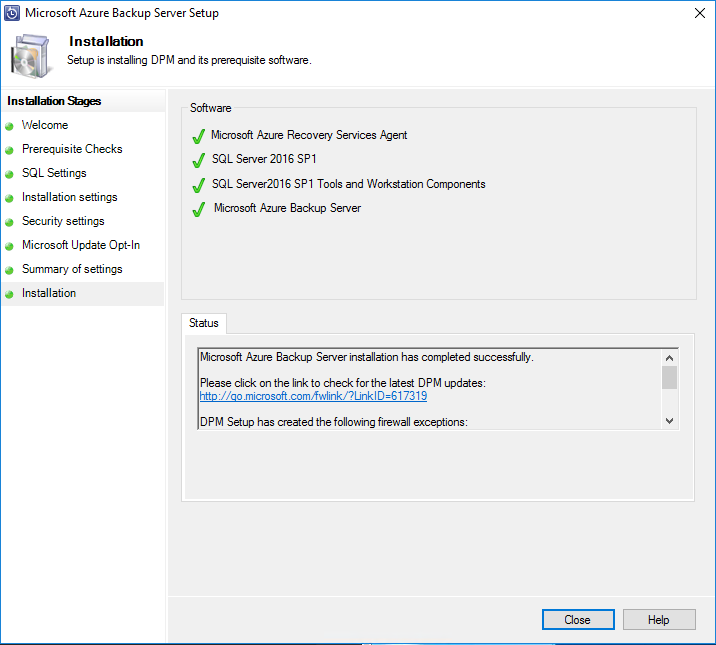 Microsoft Azure Backup Server Setup
Installation
Setup is installing DPM and its prerequisite software.
Installation Stages
Welcome
Prerequisite Checks
SQL Settings
Installation settings
Security settings
Microsoft Update Opt-In
Summary of settings
Installation
Software
Microsoft Azure Recovery Services Agent
SQL Server 2016 SP1
SQL Server2016 SP1 Tools and Workstation Components
Microsoft Azure Backup Server
Status
Microsoft Azure Backup Server installation has completed successfully.
Please click on the link to check for the latest DPM updates:
http://go.microsoft.com/fwlink/?LinkID=617319
DPM Setup has created the following firewall exceptions:
Close
Help